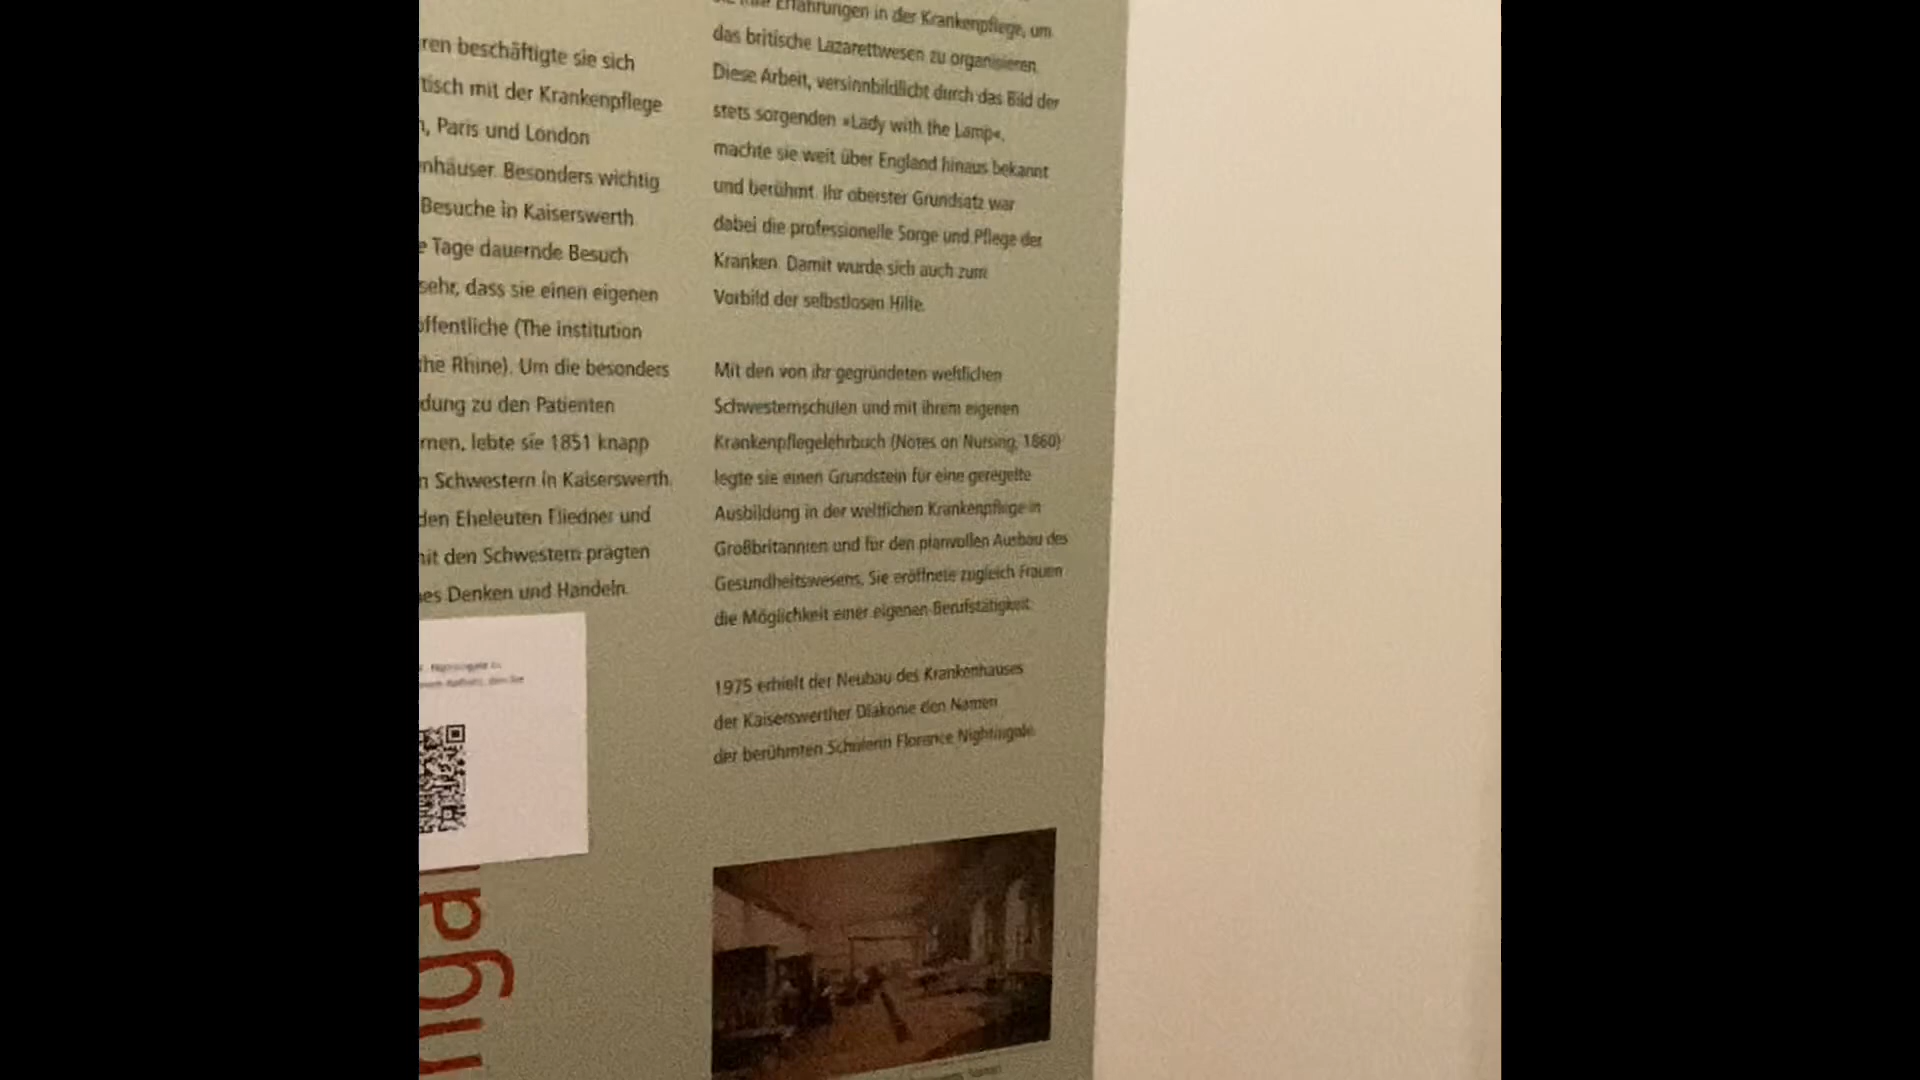 ren beschäftigte sie sich
tisch mit der Krankenpflege
, Paris und London
nhäuser. Besonders wichtig
Besuche in Kaiserswerth
e Tage dauernde Besuch
sehr, dass sie einen eigenen
öffentliche (The institution
the Rhine). Um die besonders
dung zu den Patienten
men, lebte sie 1851 knapp
n Schwestern in Kaiserswerth.
den Eheleuten Fliedner und
mit den Schwestern prägten
es Denken und Handeln.
Erfahrungen in der Krankenpflege, um
das britische Lazarettwesen zu organisieren.
Diese Arbeit, versinnbildlicht durch das Bild der
stets sorgenden »Lady with the Lamp«,
machte sie weit über England hinaus bekannt
und berühmt. Ihr oberster Grundsatz war
dabei die professionelle Sorge und Pflege der
Kranken. Damit wurde sich auch zum
Vorbild der selbstlosen Hilfe.
Mit den von ihr gegründeten weltlichen
Schwesternschulen und mit ihrem eigenen
Krankenpflegelehrbuch (Notes on Nursing, 1860)
legte sie einen Grundstein für eine geregelte
Ausbildung in der weltlichen Krankenpflege in
Großbritannien und für den planvollen Ausbau des
Gesundheitswesens. Sie eröffnete zugleich Frauen
die Möglichkeit einer eigenen Berufstätigkeit.
1975 erhielt der Neubau des Krankenhauses
der Kaiserswerther Diakonie den Namen
der berühmten Schülerin Florence Nightingale.
nga